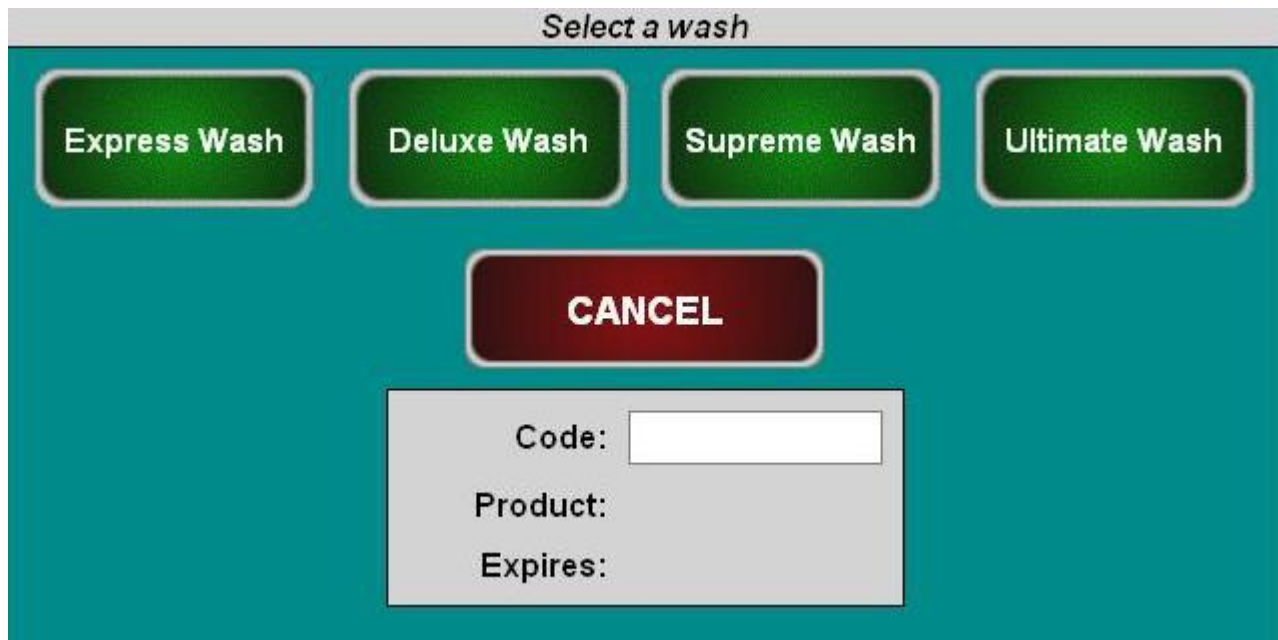 Select a wash
Express Wash Deluxe Wash Supreme Wash Ultimate Wash
CANCEL
Code:
Product:
Expires: